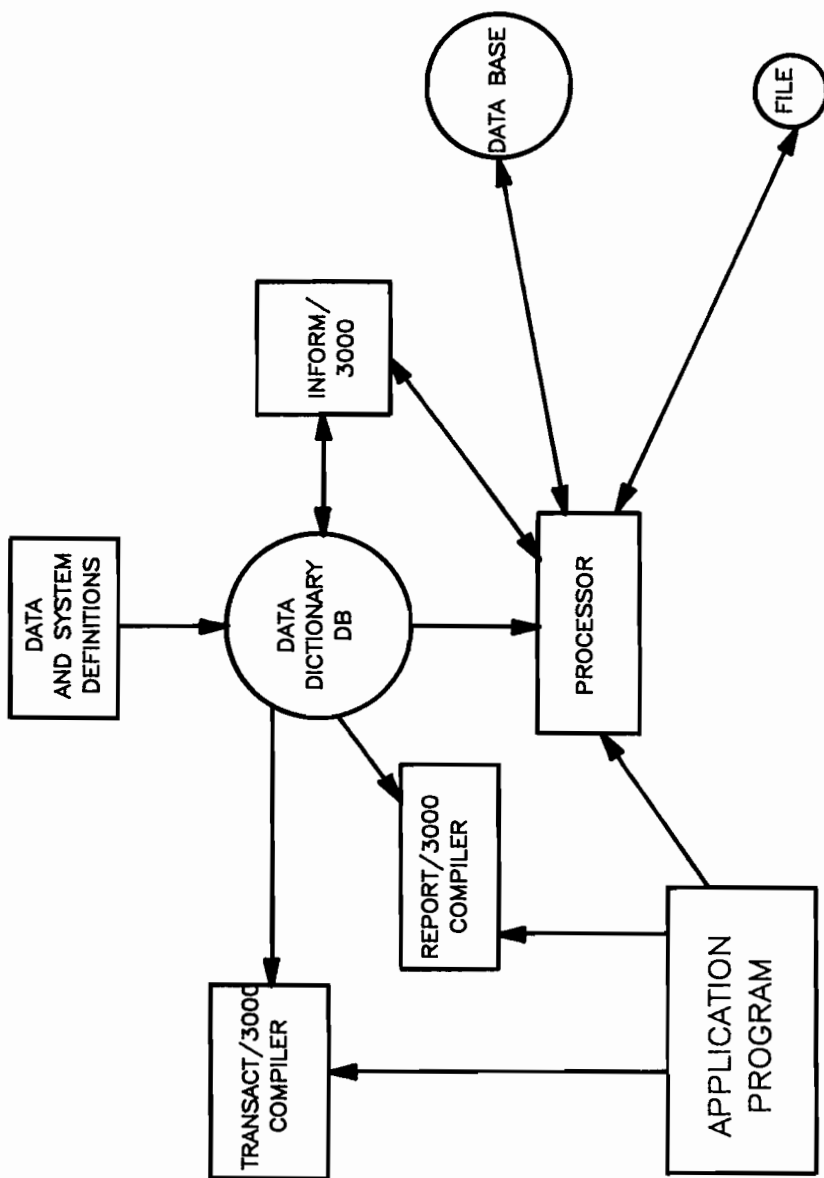 DATA
AND SYSTEM
DEFINITIONS
TRANSACT/3000
COMPILER
DATA
DICTIONARY
DB
INFORM/
3000
REPORT/3000
COMPILER
APPLICATION
PROGRAM
PROCESSOR
DATA BASE
FILE